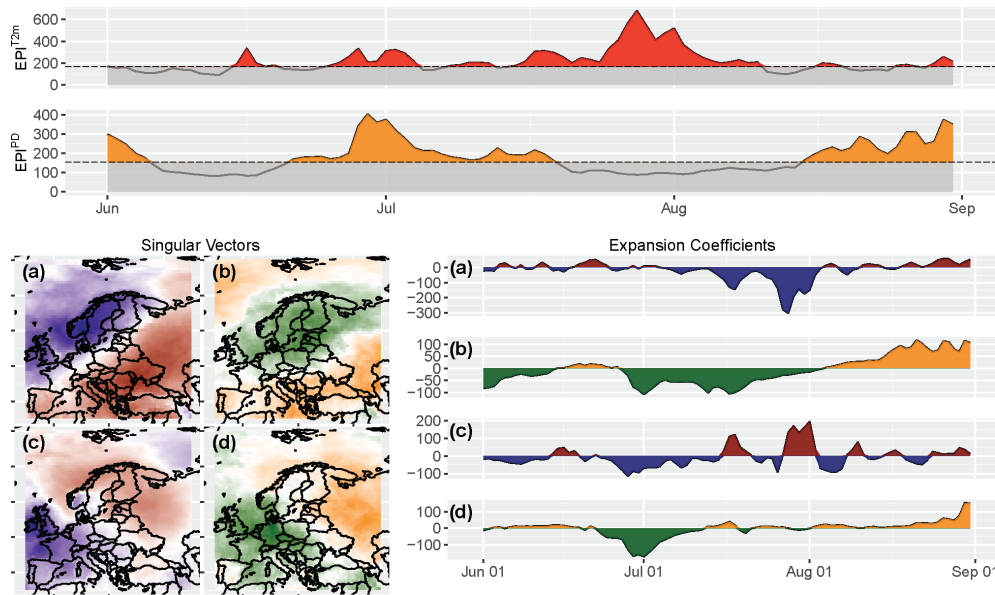 EPI^T2m
600
400
200
0
EPI^PD
400
300
200
100
0
Jun
Jul
Aug
Sep
Singular Vectors
Expansion Coefficients
(a)
(b)
(c)
(d)
(a)
0
−100
−200
−300
(b)
100
50
0
−50
−100
(c)
200
100
0
−100
(d)
100
0
−100
Jun 01
Jul 01
Aug 01
Sep 01